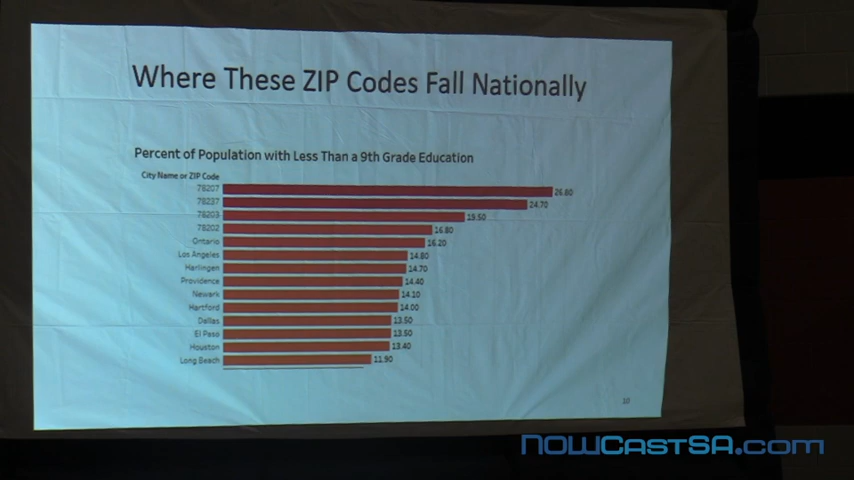 Where These ZIP Codes Fall Nationally
Percent of Population with Less Than a 9th Grade Education
City Name or ZIP Code
78207 26.80
78237 24.70
78203 19.50
78202 16.80
Ontario 16.20
Los Angeles 14.80
Harlingen 14.70
Providence 14.40
Newark 14.10
Hartford 14.00
Dallas 13.50
El Paso 13.50
Houston 13.40
Long Beach 11.90
10
NOWCASTSA.com